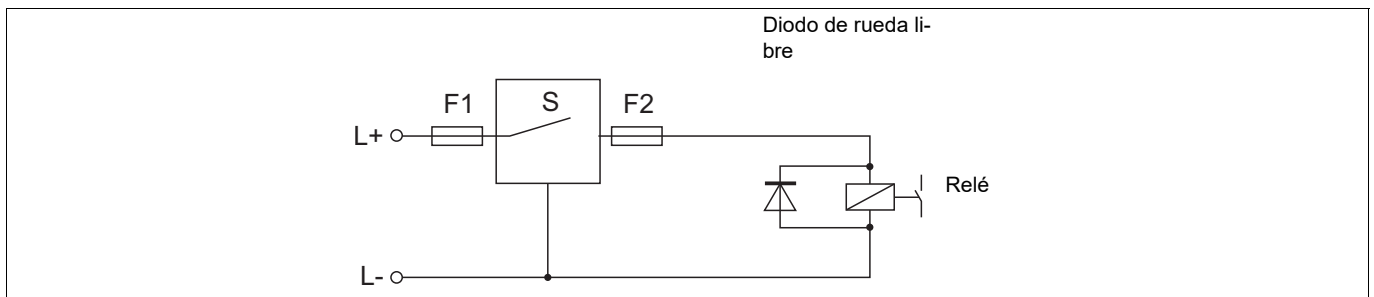 Diodo de rueda li-
bre
F1
S
F2
L+
Relé
L-